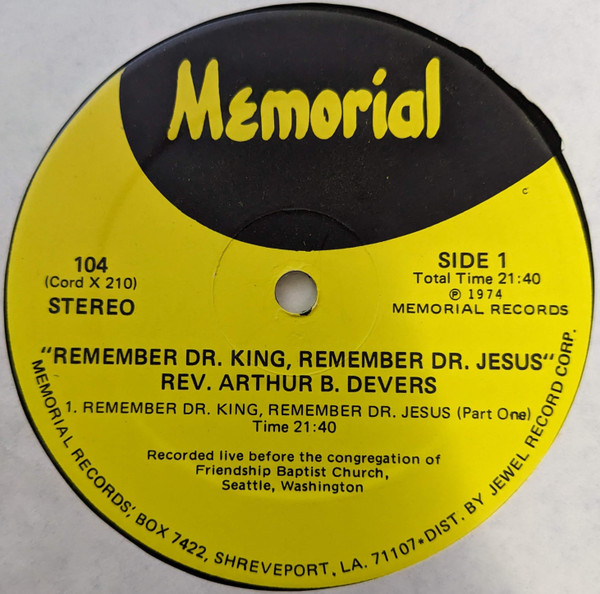 Memorial
c
104
(Cord X 210)
STEREO
SIDE 1
Total Time 21:40
℗ 1974
MEMORIAL RECORDS
"REMEMBER DR. KING, REMEMBER DR. JESUS"
REV. ARTHUR B. DEVERS
1. REMEMBER DR. KING, REMEMBER DR. JESUS (Part One)
Time 21:40
Recorded live before the congregation of
Friendship Baptist Church,
Seattle, Washington
MEMORIAL RECORDS, BOX 7422, SHREVEPORT, LA. 71107•DIST. BY JEWEL RECORD CORP.